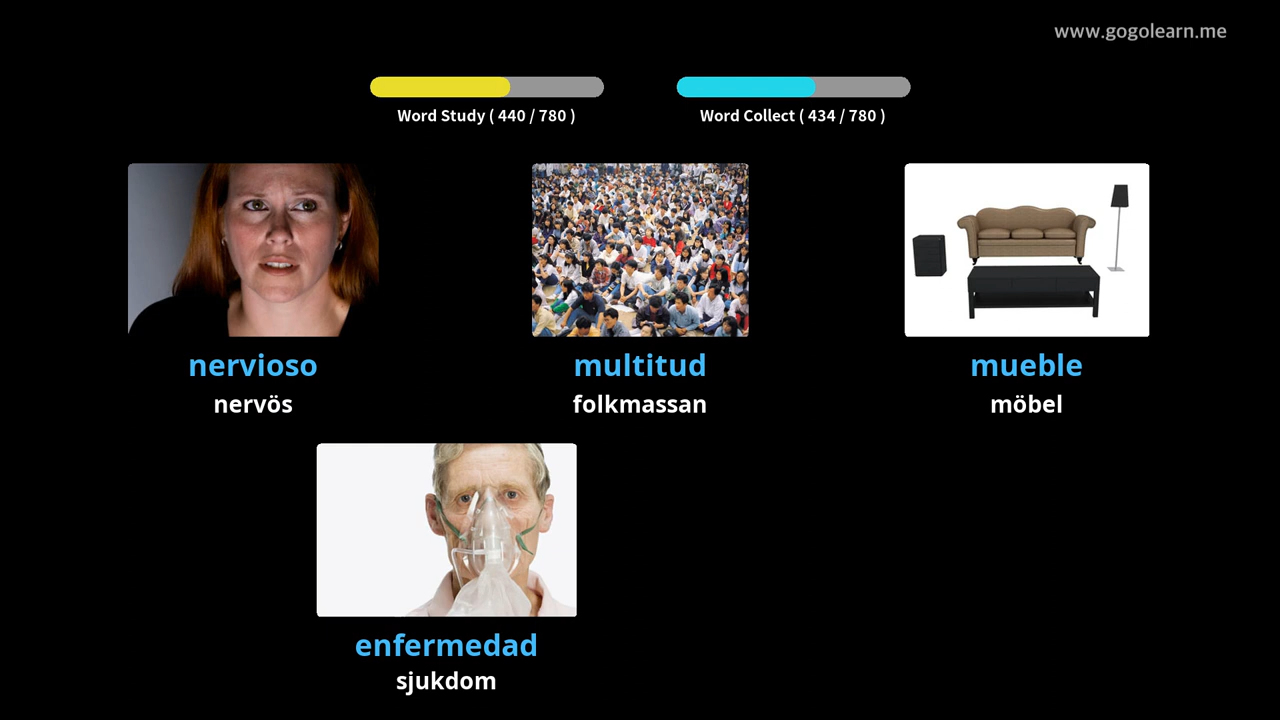 www.gogolearn.me
Word Study ( 440 / 780 )
Word Collect ( 434 / 780 )
nervioso
nervös
multitud
folkmassan
mueble
möbel
enfermedad
sjukdom